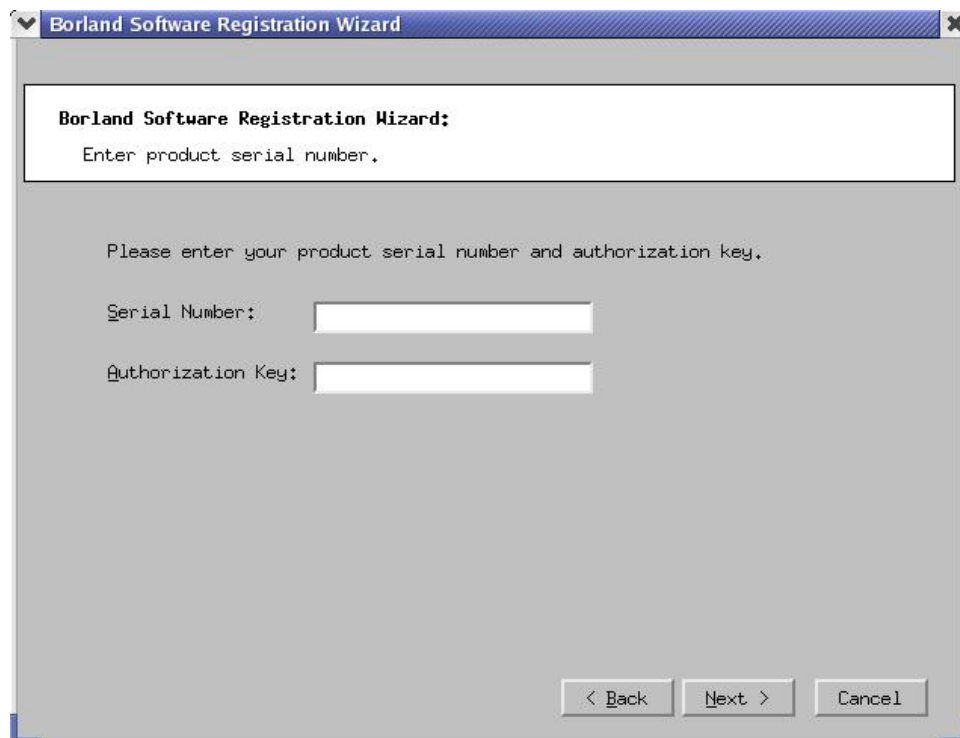 Borland Software Registration Wizard
Borland Software Registration Wizard:
Enter product serial number.
Please enter your product serial number and authorization key.
Serial Number:
Authorization Key:
< Back Next > Cancel